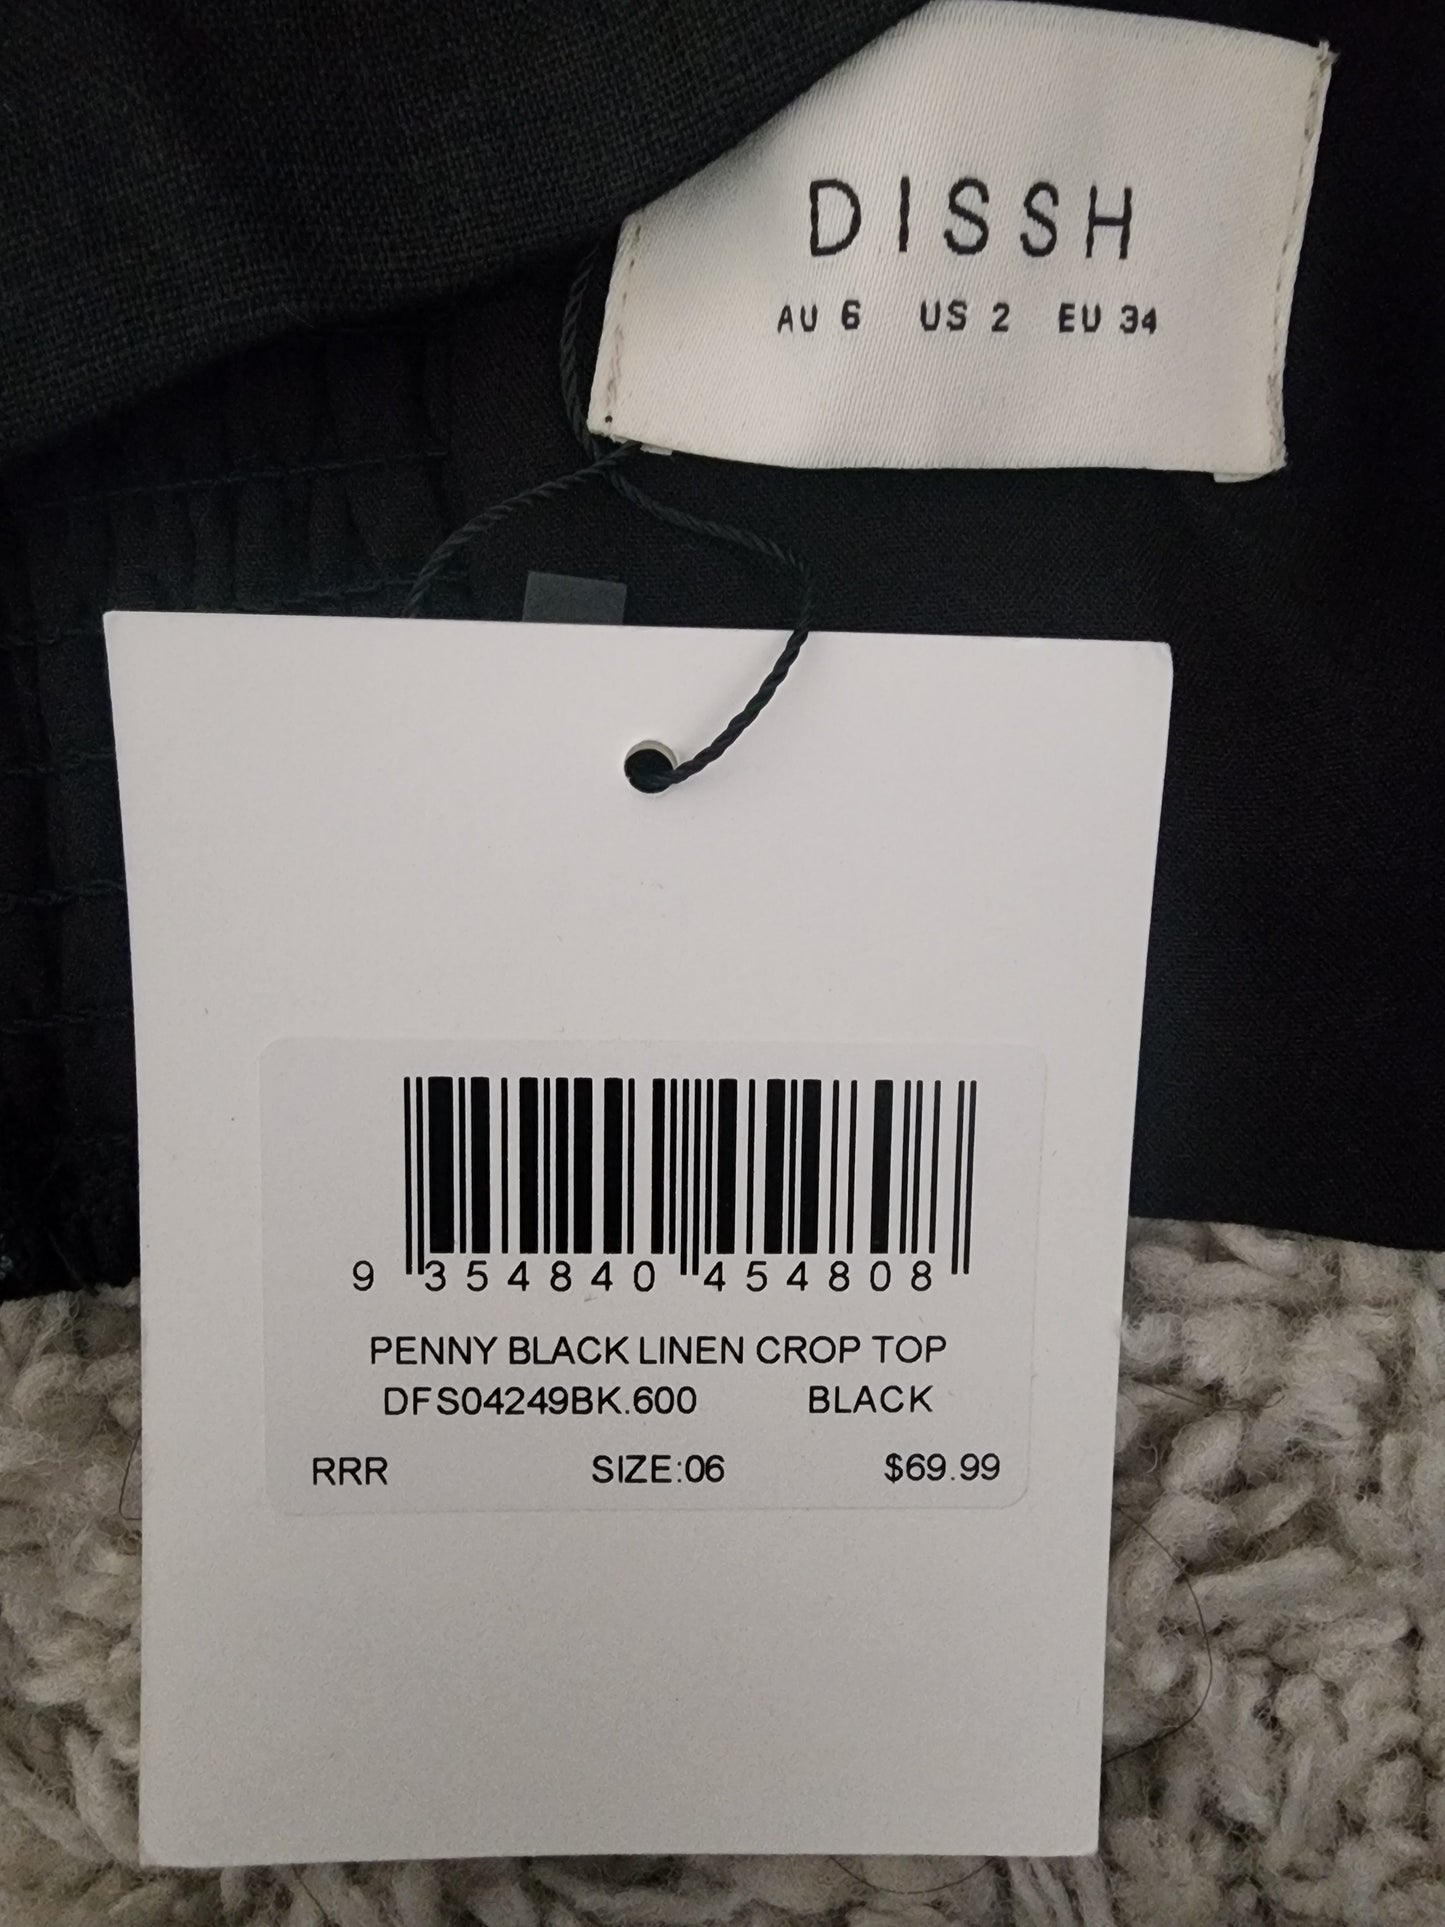 DISSH
AU 6 US 2 EU 34
9 354840 454808
PENNY BLACK LINEN CROP TOP
DFS04249BK.600 BLACK
RRR SIZE:06 $69.99